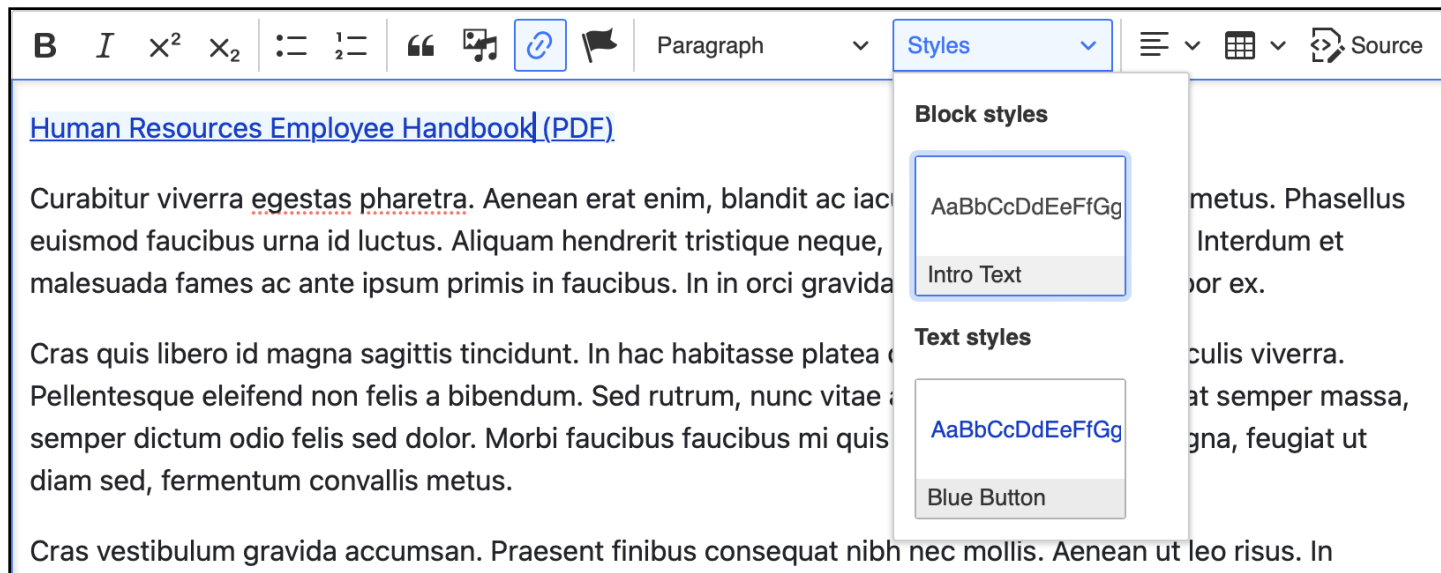 B I X² X₂ Paragraph Styles Source
Human Resources Employee Handbook (PDF)
Curabitur viverra egestas pharetra. Aenean erat enim, blandit ac iac metus. Phasellus
euismod faucibus urna id luctus. Aliquam hendrerit tristique neque, Interdum et
malesuada fames ac ante ipsum primis in faucibus. In in orci gravida or ex.
Cras quis libero id magna sagittis tincidunt. In hac habitasse platea culis viverra.
Pellentesque eleifend non felis a bibendum. Sed rutrum, nunc vitae at semper massa,
semper dictum odio felis sed dolor. Morbi faucibus faucibus mi quis gna, feugiat ut
diam sed, fermentum convallis metus.
Cras vestibulum gravida accumsan. Praesent finibus consequat nibh nec mollis. Aenean ut leo risus. In
Block styles
AaBbCcDdEeFfGg
Intro Text
Text styles
AaBbCcDdEeFfGg
Blue Button